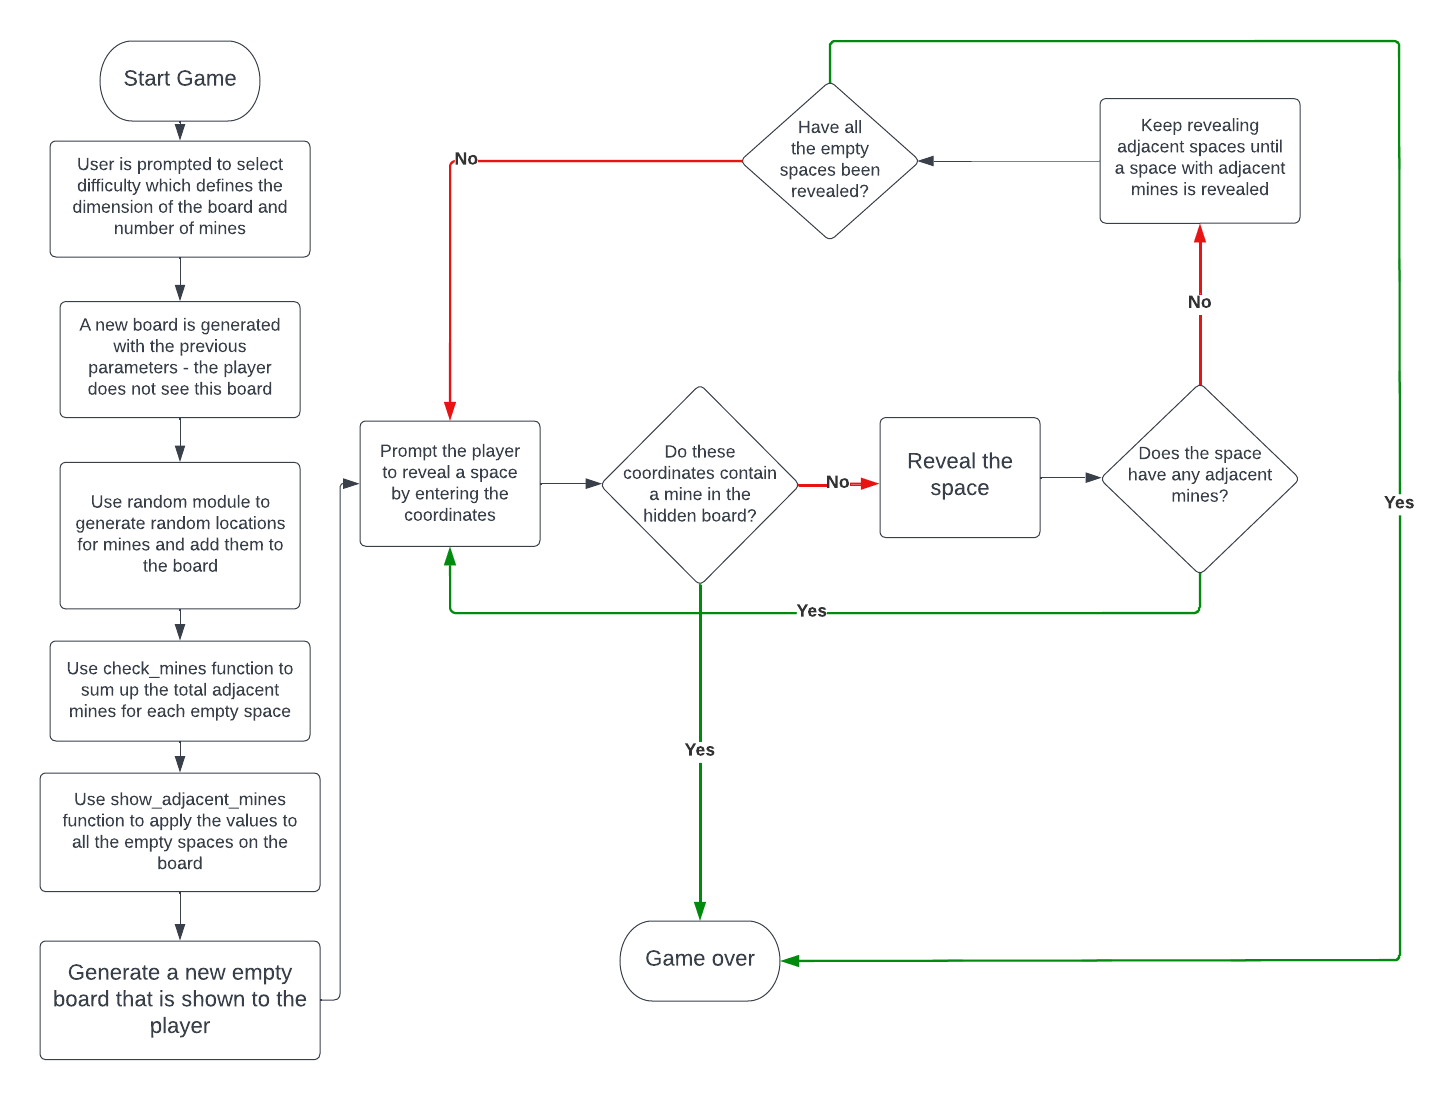 Start Game
User is prompted to select
difficulty which defines the
dimension of the board and
number of mines
A new board is generated
with the previous
parameters - the player
does not see this board
Use random module to
generate random locations
for mines and add them to
the board
Use check_mines function to
sum up the total adjacent
mines for each empty space
Use show_adjacent_mines
function to apply the values to
all the empty spaces on the
board
Generate a new empty
board that is shown to the
player
Prompt the player
to reveal a space
by entering the
coordinates
Do these
coordinates contain
a mine in the
hidden board?
No
Reveal the
space
Does the space
have any adjacent
mines?
No
Keep revealing
adjacent spaces until
a space with adjacent
mines is revealed
Have all
the empty
spaces been
revealed?
No
Yes
Yes
Yes
Game over